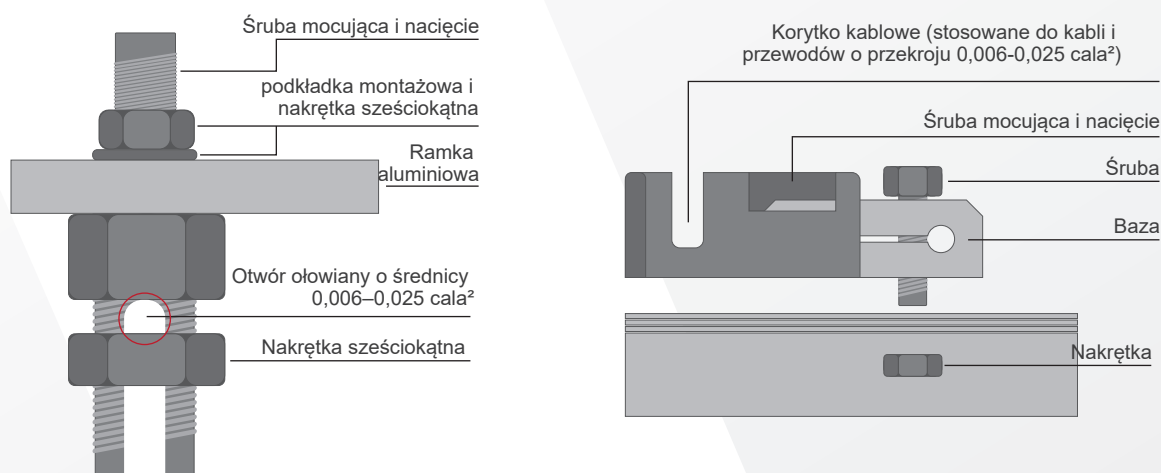 Śruba mocująca i nacięcie
podkładka montażowa i
nakrętka sześciokątna
Ramka
aluminiowa
Otwór ołowiany o średnicy
0,006–0,025 cala²
Nakrętka sześciokątna
Korytko kablowe (stosowane do kabli i
przewodów o przekroju 0,006-0,025 cala²)
Śruba mocująca i nacięcie
Śruba
Baza
Nakrętka